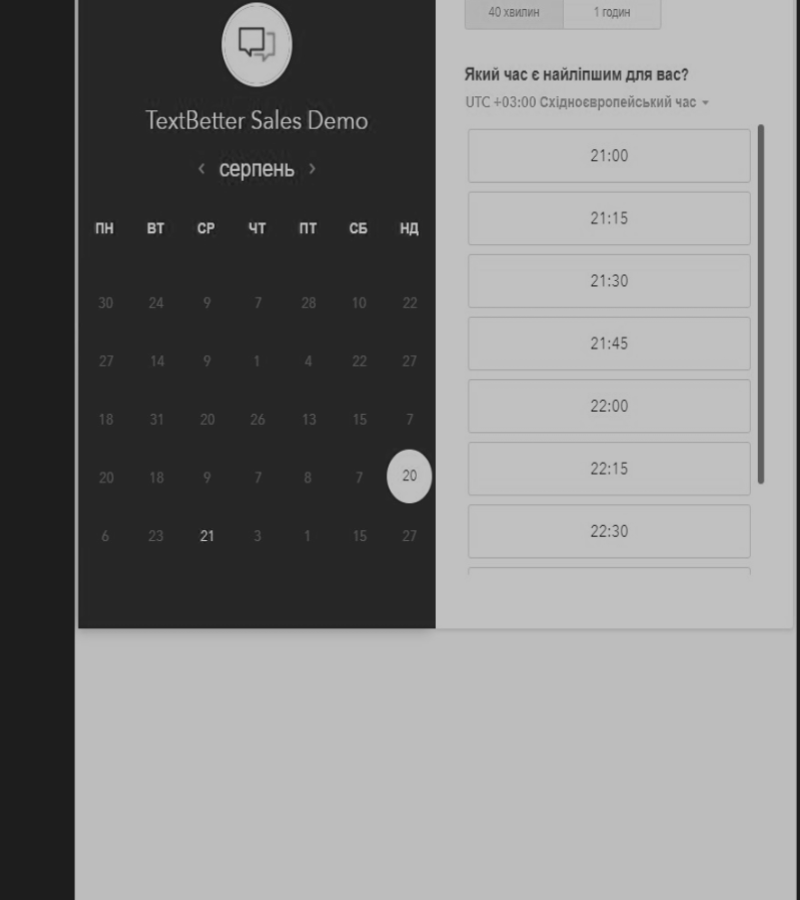 TextBetter Sales Demo
серпень
ПН ВТ СР ЧТ ПТ СБ НД
30 24 9 7 28 10 22
27 14 9 1 4 22 27
18 31 20 26 13 15 7
20 18 9 7 8 7 20
6 23 21 3 1 15 27
40 хвилин 1 годин
Який час є найліпшим для вас?
UTC +03:00 Східноєвропейський час
21:00
21:15
21:30
21:45
22:00
22:15
22:30